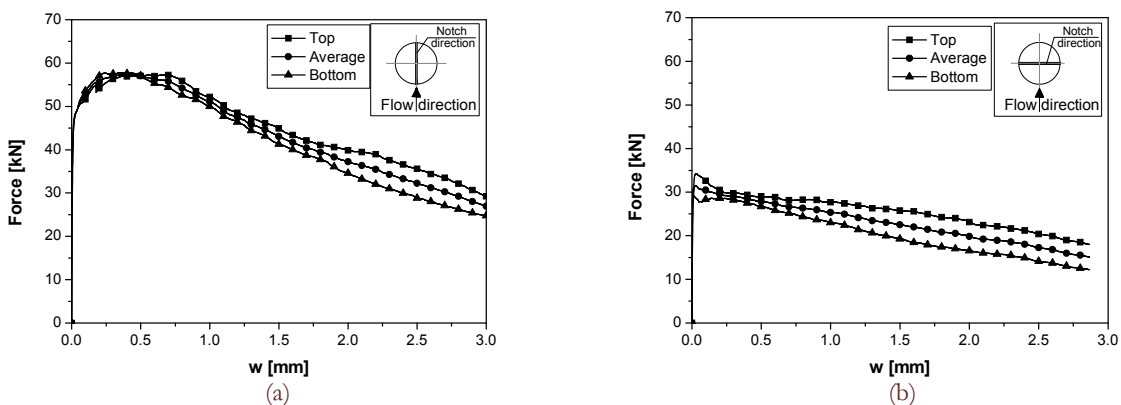 70
60
50
40
30
20
10
0
Force [kN]
0.0 0.5 1.0 1.5 2.0 2.5 3.0
w [mm]
Top
Average
Bottom
Notch
direction
Flow direction
(a)
70
60
50
40
30
20
10
0
Force [kN]
0.0 0.5 1.0 1.5 2.0 2.5 3.0
w [mm]
Top
Average
Bottom
Notch
direction
Flow direction
(b)